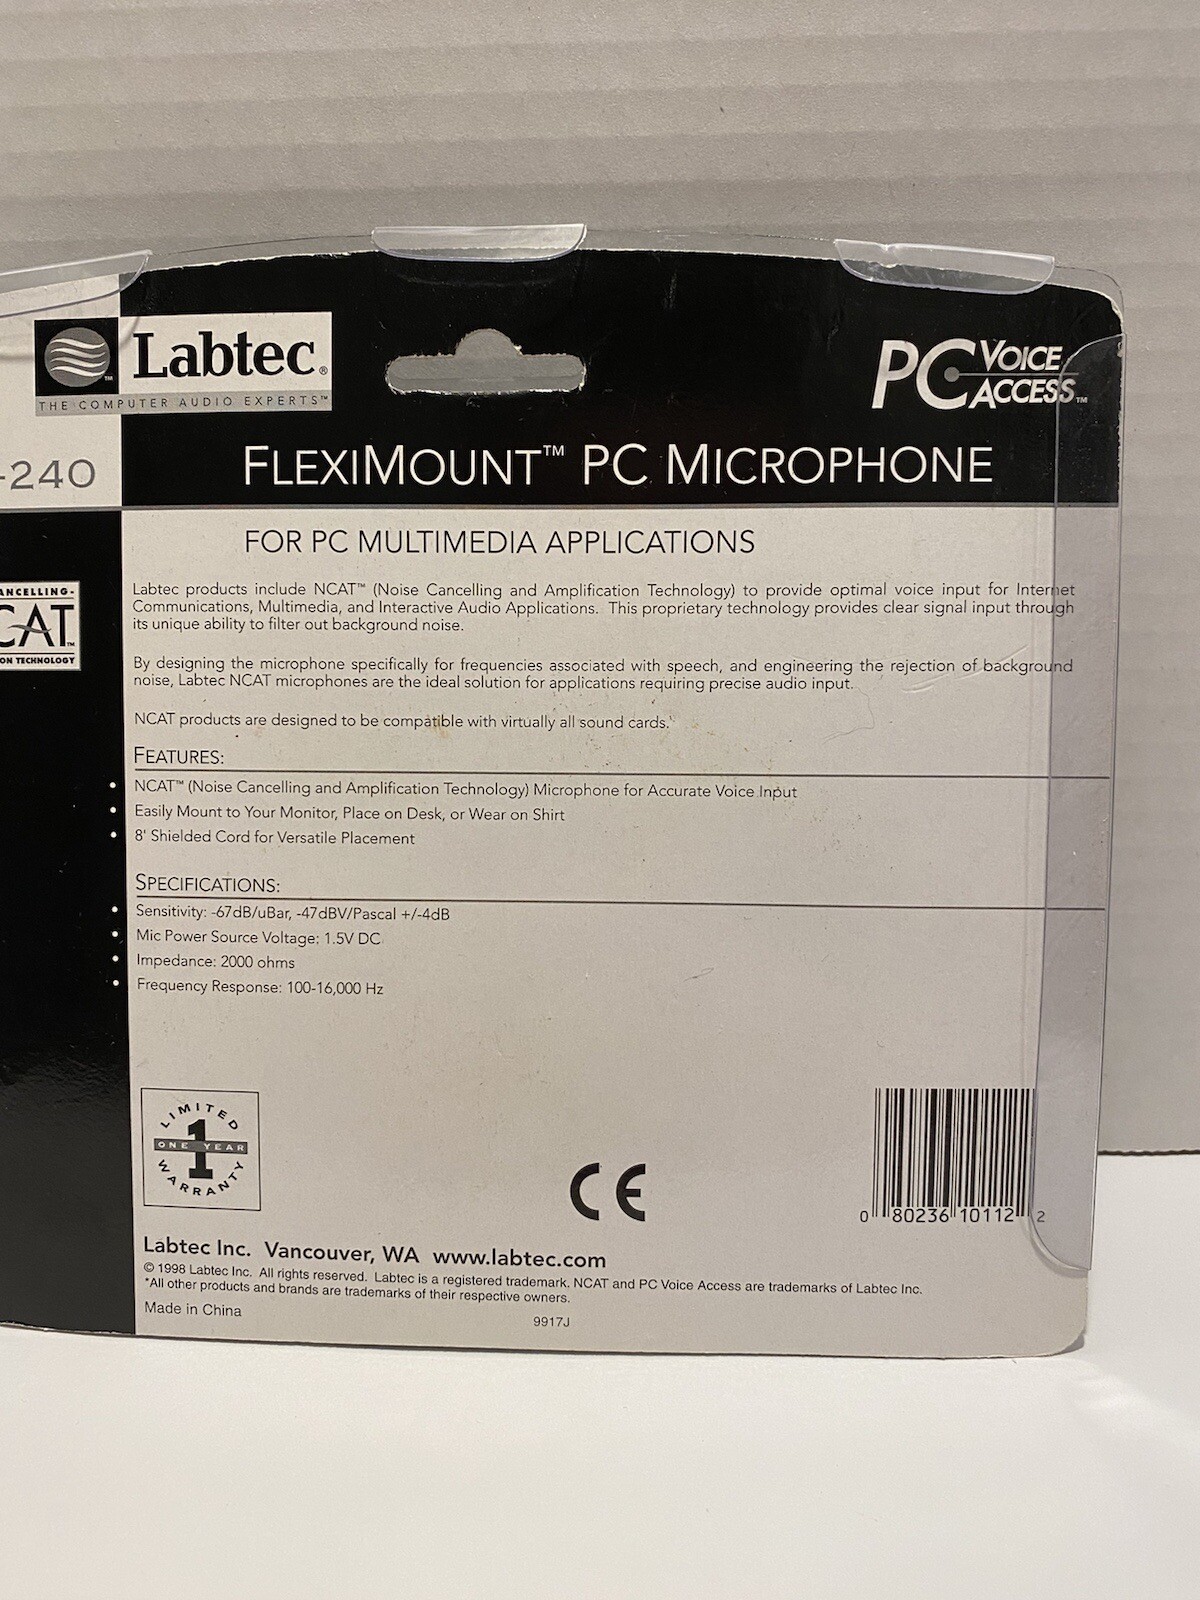 Labtec®
THE COMPUTER AUDIO EXPERTS™
PC VOICE ACCESS™
-240
FLEXIMOUNT™ PC MICROPHONE
FOR PC MULTIMEDIA APPLICATIONS
ANCELLING-
CAT™
ON TECHNOLOGY
Labtec products include NCAT™ (Noise Cancelling and Amplification Technology) to provide optimal voice input for Internet
Communications, Multimedia, and Interactive Audio Applications. This proprietary technology provides clear signal input through
its unique ability to filter out background noise.
By designing the microphone specifically for frequencies associated with speech, and engineering the rejection of background
noise, Labtec NCAT microphones are the ideal solution for applications requiring precise audio input.
NCAT products are designed to be compatible with virtually all sound cards.*
FEATURES:
• NCAT™ (Noise Cancelling and Amplification Technology) Microphone for Accurate Voice Input
• Easily Mount to Your Monitor, Place on Desk, or Wear on Shirt
• 8' Shielded Cord for Versatile Placement
SPECIFICATIONS:
• Sensitivity: -67dB/uBar, -47dBV/Pascal +/-4dB
• Mic Power Source Voltage: 1.5V DC
• Impedance: 2000 ohms
• Frequency Response: 100-16,000 Hz
LIMITED
1
ONE YEAR
WARRANTY
CE
0 80236 10112 2
Labtec Inc. Vancouver, WA www.labtec.com
© 1998 Labtec Inc. All rights reserved. Labtec is a registered trademark. NCAT and PC Voice Access are trademarks of Labtec Inc.
*All other products and brands are trademarks of their respective owners.
Made in China
9917J